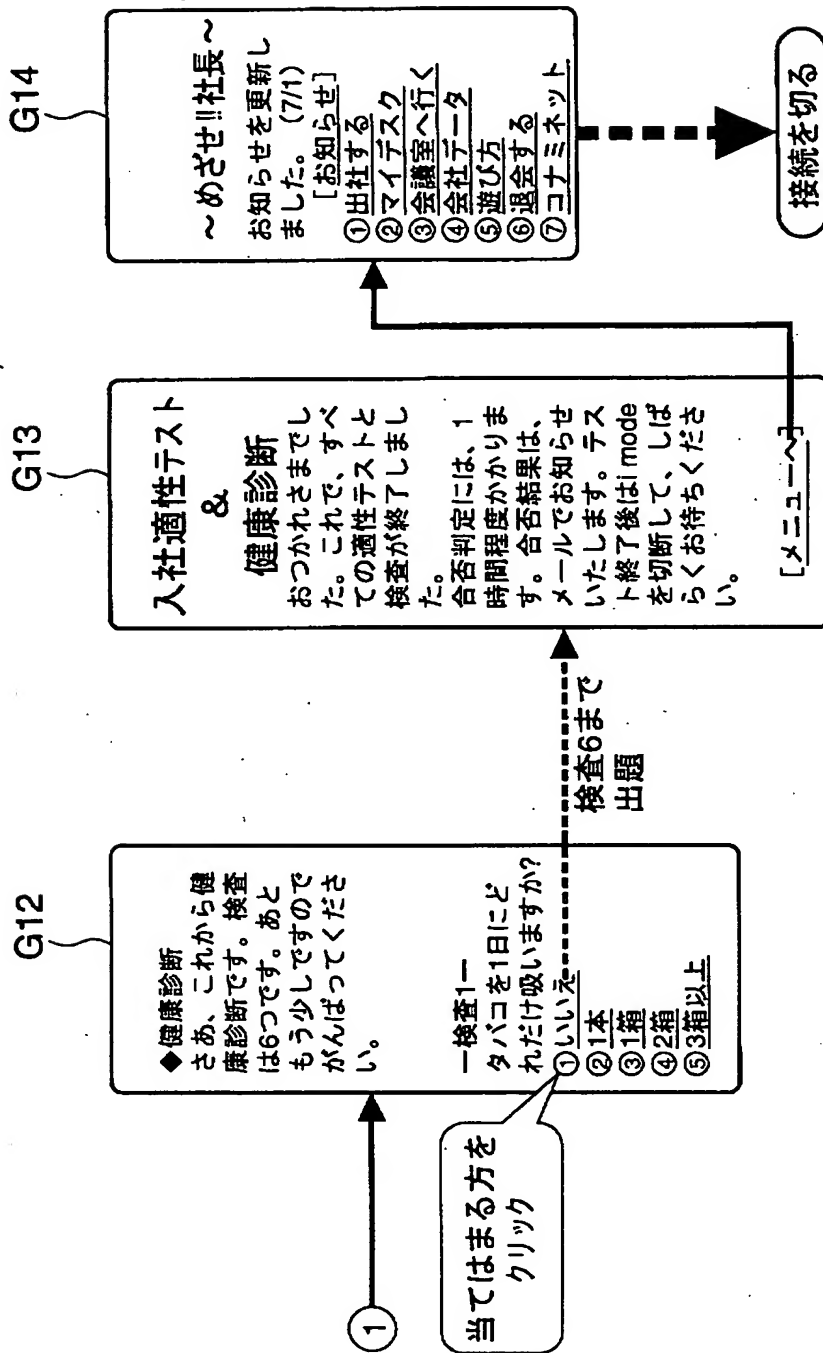 G12
◆健康診断
さあ、これから健
康診断です。検査
は6つです。あと
もう少しですので
がんばってくださ
い。
ー検査1ー
タバコを1日にど
れだけ吸いますか?
①いいえ
②1本
③1箱
④2箱
⑤3箱以上
①
当てはまる方を
クリック
検査6まで
出題
G13
入社適性テスト
&
健康診断
おつかれさまでし
た。これで、すべ
ての適性テストと
検査が終了しまし
た。
合否判定には、1
時間程度かかりま
す。合否結果は、
メールでお知らせ
いたします。テス
ト終了後はi mode
を切断して、しば
らくお待ちくださ
い。
[メニューへ]
G14
~めざせ!!社長~
お知らせを更新し
ました。(7/1)
[お知らせ]
①出社する
②マイデスク
③会議室へ行く
④会社データ
⑤遊び方
⑥退会する
⑦コナミネット
接続を切る